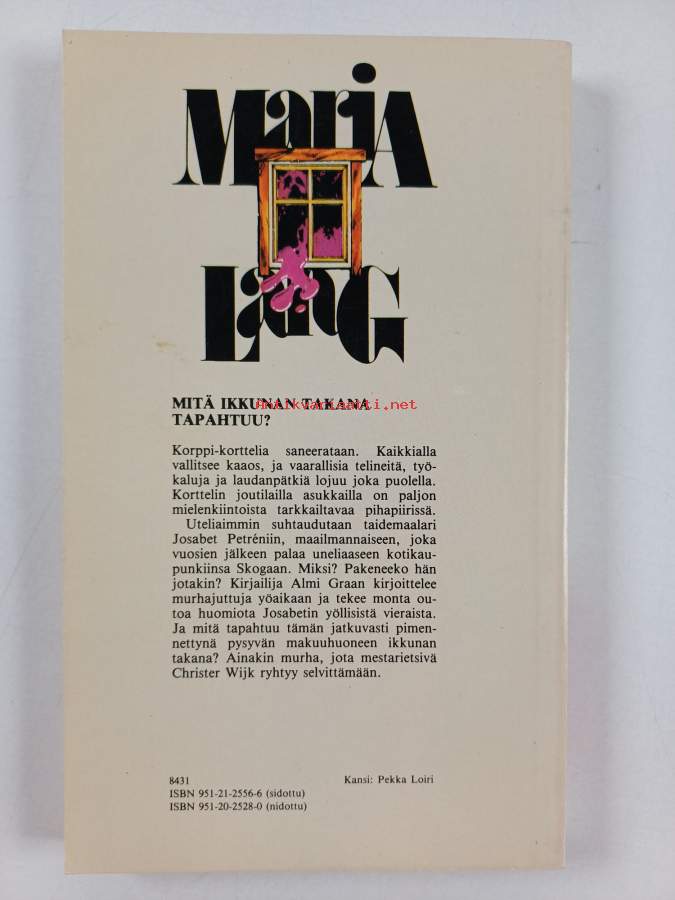 Maria
Lang
MITÄ IKKUNAN TAKANA
Antikvariaatti.net
TAPAHTUU?
Korppi-korttelia saneerataan. Kaikkialla
vallitsee kaaos, ja vaarallisia telineitä, työ-
kaluja ja laudanpätkiä lojuu joka puolella.
Korttelin joutilailla asukkailla on paljon
mielenkiintoista tarkkailtavaa pihapiirissä.
Uteliaimmin suhtaudutaan taidemaalari
Josabet Petréniin, maailmannaiseen, joka
vuosien jälkeen palaa uneliaaseen kotikau-
punkiinsa Skogaan. Miksi? Pakeneeko hän
jotakin? Kirjailija Almi Graan kirjoittelee
murhajuttuja yöaikaan ja tekee monta ou-
toa huomiota Josabetin yöllisistä vieraista.
Ja mitä tapahtuu tämän jatkuvasti pimen-
nettynä pysyvän makuuhuoneen ikkunan
takana? Ainakin murha, jota mestarietsivä
Christer Wijk ryhtyy selvittämään.
8431
Kansi: Pekka Loiri
ISBN 951-21-2556-6 (sidottu)
ISBN 951-20-2528-0 (nidottu)